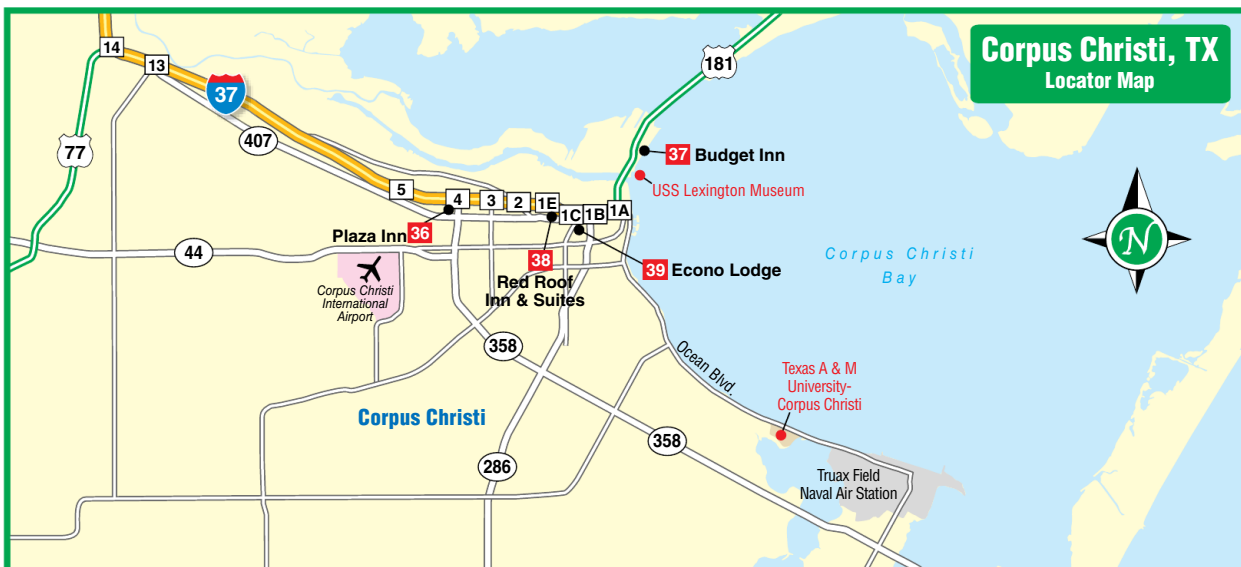 Corpus Christi, TX
Locator Map
14
13
37
181
77
407
37 Budget Inn
USS Lexington Museum
5
4
3
2
1E
1C
1B
1A
Plaza Inn 36
44
38
Red Roof
Inn & Suites
39 Econo Lodge
Corpus Christi
Bay
N
Corpus Christi
International
Airport
358
Ocean Blvd.
Texas A & M
University-
Corpus Christi
Corpus Christi
358
286
Truax Field
Naval Air Station